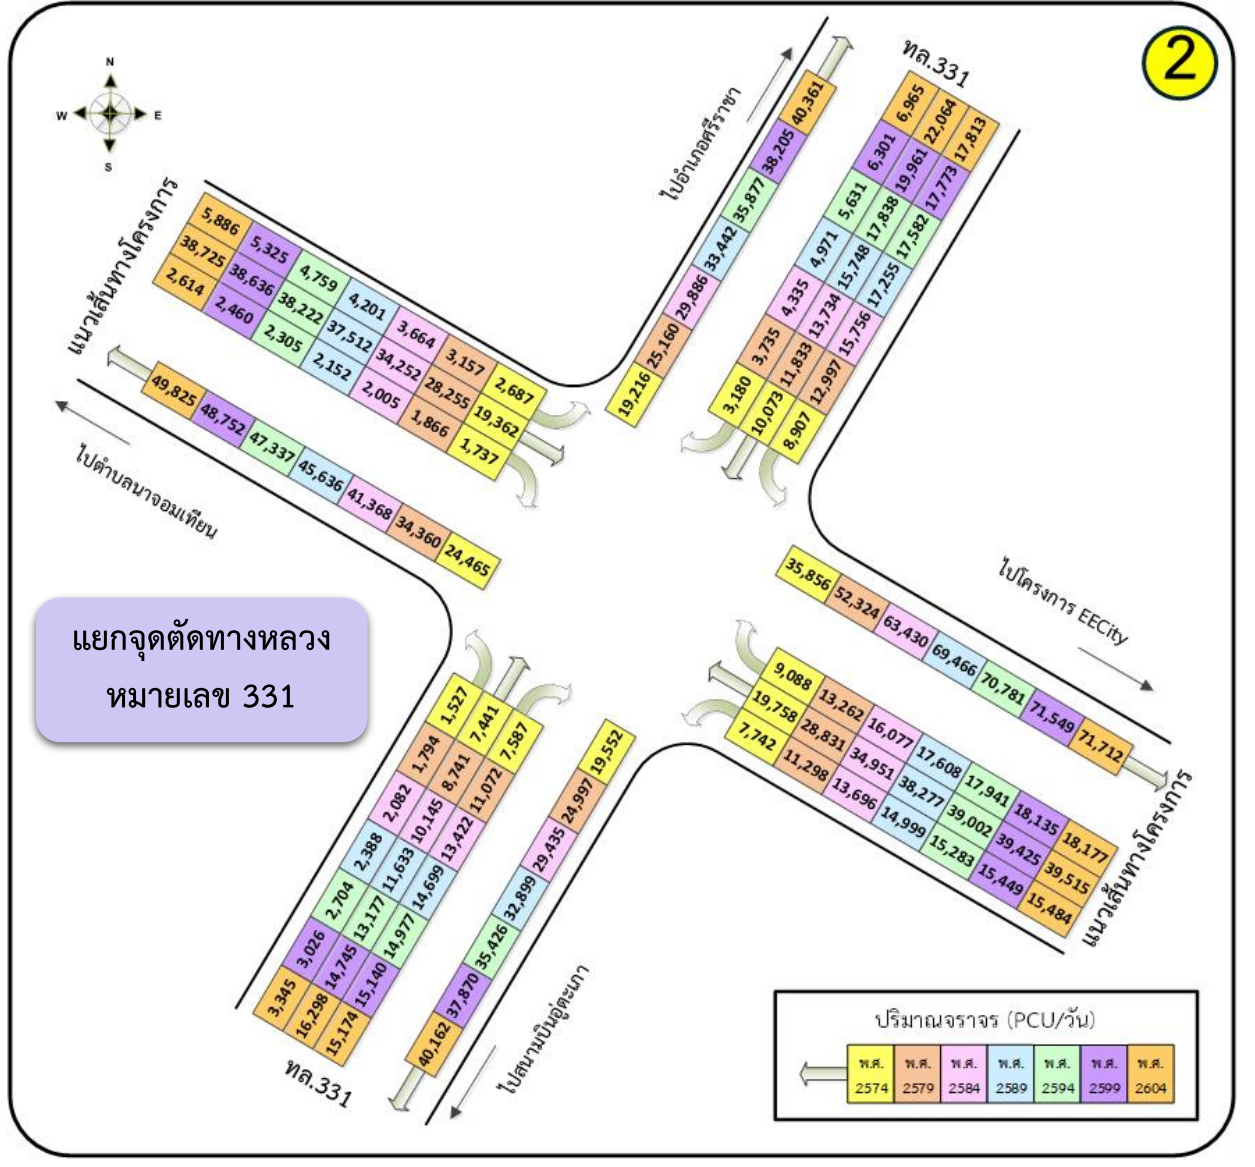 2
N
W E
S
ทล.331
ไปอำเภอศรีราชา
40,361
38,205
35,877
33,442
29,886
25,160
19,216
6,965 22,064 17,813
6,301 19,961 17,773
5,631 17,838 17,582
4,971 15,748 17,255
4,335 13,734 15,756
3,735 11,833 12,997
3,180 10,073 8,907
แนวเส้นทางโครงการ
5,886 5,325 4,759 4,201 3,664 3,157 2,687
38,725 38,636 38,222 37,512 34,252 28,255 19,362
2,614 2,460 2,305 2,152 2,005 1,866 1,737
49,825 48,752 47,337 45,636 41,368 34,360 24,465
ไปตำบลนาจอมเทียน
แยกจุดตัดทางหลวง
หมายเลข 331
35,856 52,324 63,430 69,466 70,781 71,549 71,712
ไปโครงการ EECity
9,088 13,262 16,077 17,608 17,941 18,135 18,177
19,758 28,831 34,951 38,277 39,002 39,425 39,515
7,742 11,298 13,696 14,999 15,283 15,449 15,484
แนวเส้นทางโครงการ
1,527 7,441 7,587
1,794 8,741 11,072
2,082 10,145 13,422
2,388 11,633 14,699
2,704 13,177 14,977
3,026 14,745 15,140
3,345 16,298 15,174
ทล.331
19,552
24,997
29,435
32,899
35,426
37,870
40,162
ไปสนามบินอู่ตะเภา
ปริมาณจราจร (PCU/วัน)
พ.ศ. พ.ศ. พ.ศ. พ.ศ. พ.ศ. พ.ศ. พ.ศ.
2574 2579 2584 2589 2594 2599 2604